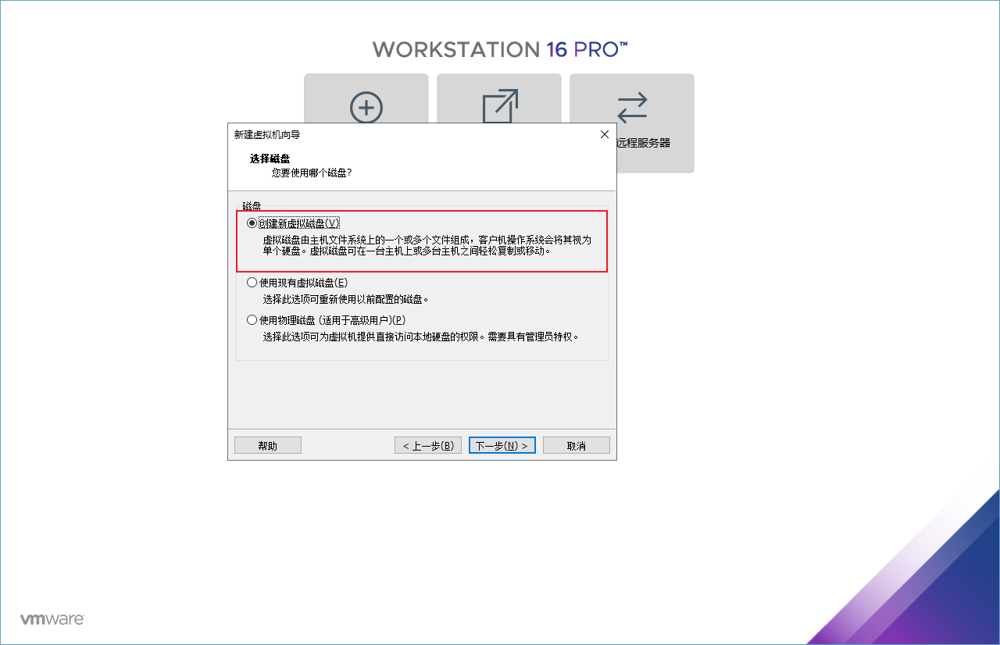 WORKSTATION 16 PRO™
远程服务器
新建虚拟机向导
选择磁盘
您要使用哪个磁盘?
磁盘
创建新虚拟磁盘(V)
虚拟磁盘由主机文件系统上的一个或多个文件组成，客户机操作系统会将其视为
单个硬盘。虚拟磁盘可在一台主机上或多台主机之间轻松复制或移动。
使用现有虚拟磁盘(E)
选择此选项可重新使用以前配置的磁盘。
使用物理磁盘 (适用于高级用户)(P)
选择此选项可为虚拟机提供直接访问本地硬盘的权限。需要具有管理员特权。
帮助
< 上一步(B)
下一步(N) >
取消
vmware